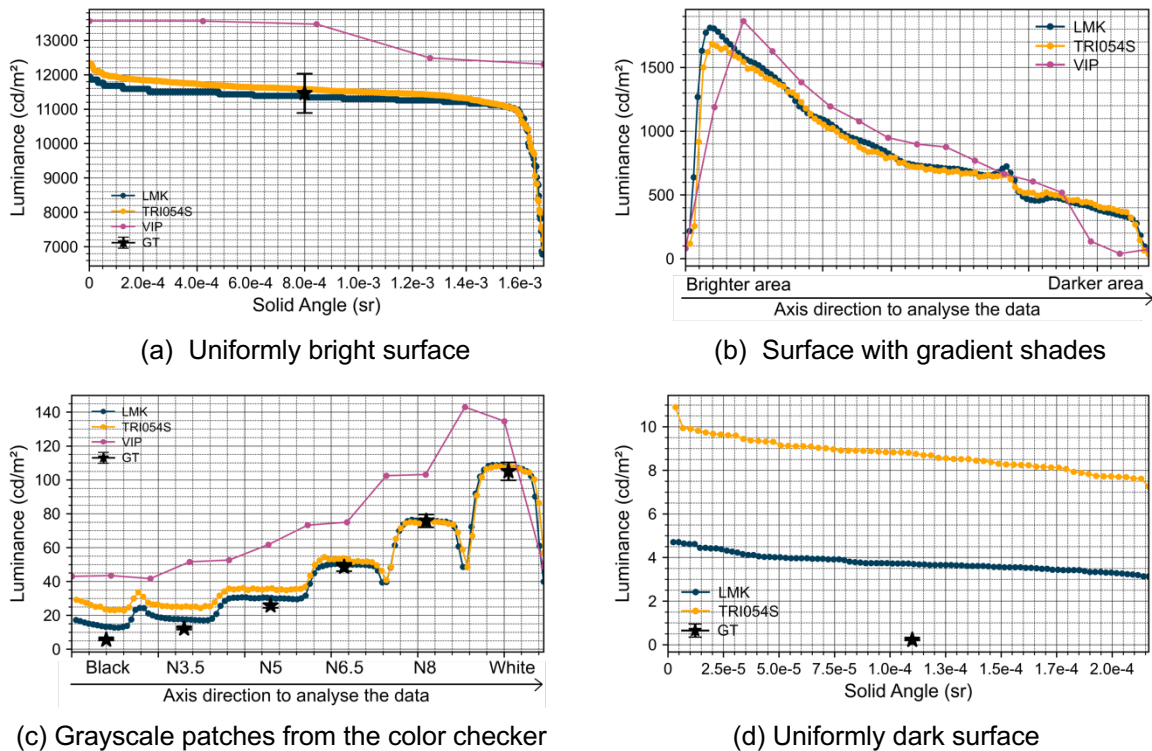 13000
12000
11000
10000
9000
8000
7000
Luminance (cd/m²)
LMK
TRI054S
VIP
GT
0 2.0e-4 4.0e-4 6.0e-4 8.0e-4 1.0e-3 1.2e-3 1.4e-3 1.6e-3
Solid Angle (sr)
(a) Uniformly bright surface
1500
1000
500
0
Luminance (cd/m²)
LMK
TRI054S
VIP
Brighter area Darker area
Axis direction to analyse the data
(b) Surface with gradient shades
140
120
100
80
60
40
20
0
Luminance (cd/m²)
LMK
TRI054S
VIP
GT
Black N3.5 N5 N6.5 N8 White
Axis direction to analyse the data
(c) Grayscale patches from the color checker
10
8
6
4
2
0
Luminance (cd/m²)
LMK
TRI054S
GT
0 2.5e-5 5.0e-5 7.5e-5 1.0e-4 1.3e-4 1.5e-4 1.7e-4 2.0e-4
Solid Angle (sr)
(d) Uniformly dark surface